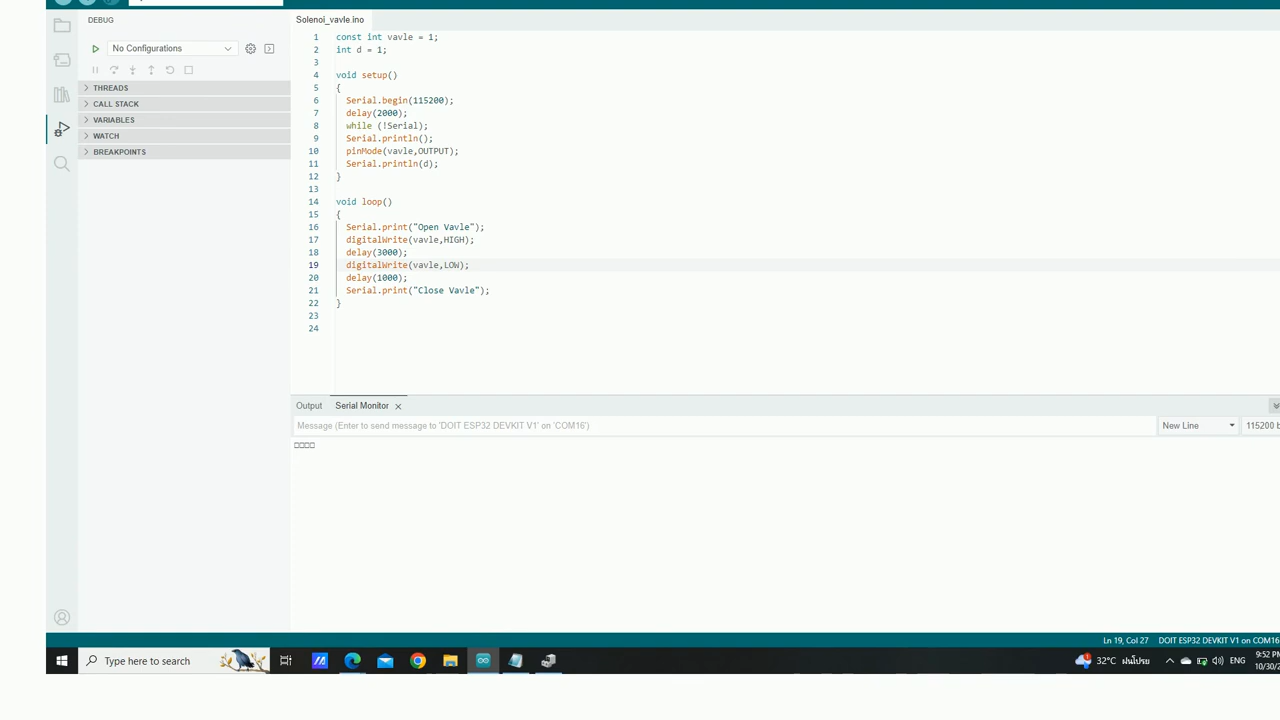 DEBUG
No Configurations
THREADS
CALL STACK
VARIABLES
WATCH
BREAKPOINTS
Solenoi_vavle.ino
1 const int vavle = 1;
2 int d = 1;
3
4 void setup()
5 {
6 Serial.begin(115200);
7 delay(2000);
8 while (!Serial);
9 Serial.println();
10 pinMode(vavle,OUTPUT);
11 Serial.println(d);
12 }
13
14 void loop()
15 {
16 Serial.print("Open Vavle");
17 digitalWrite(vavle,HIGH);
18 delay(3000);
19 digitalWrite(vavle,LOW);
20 delay(1000);
21 Serial.print("Close Vavle");
22 }
23
24
Output Serial Monitor
Message (Enter to send message to 'DOIT ESP32 DEVKIT V1' on 'COM16')
New Line 115200 b
□□□□
Ln 19, Col 27 DOIT ESP32 DEVKIT V1 on COM16
Type here to search
1 32°C ฝนโปรย ENG
9:52 PM
10/30/2